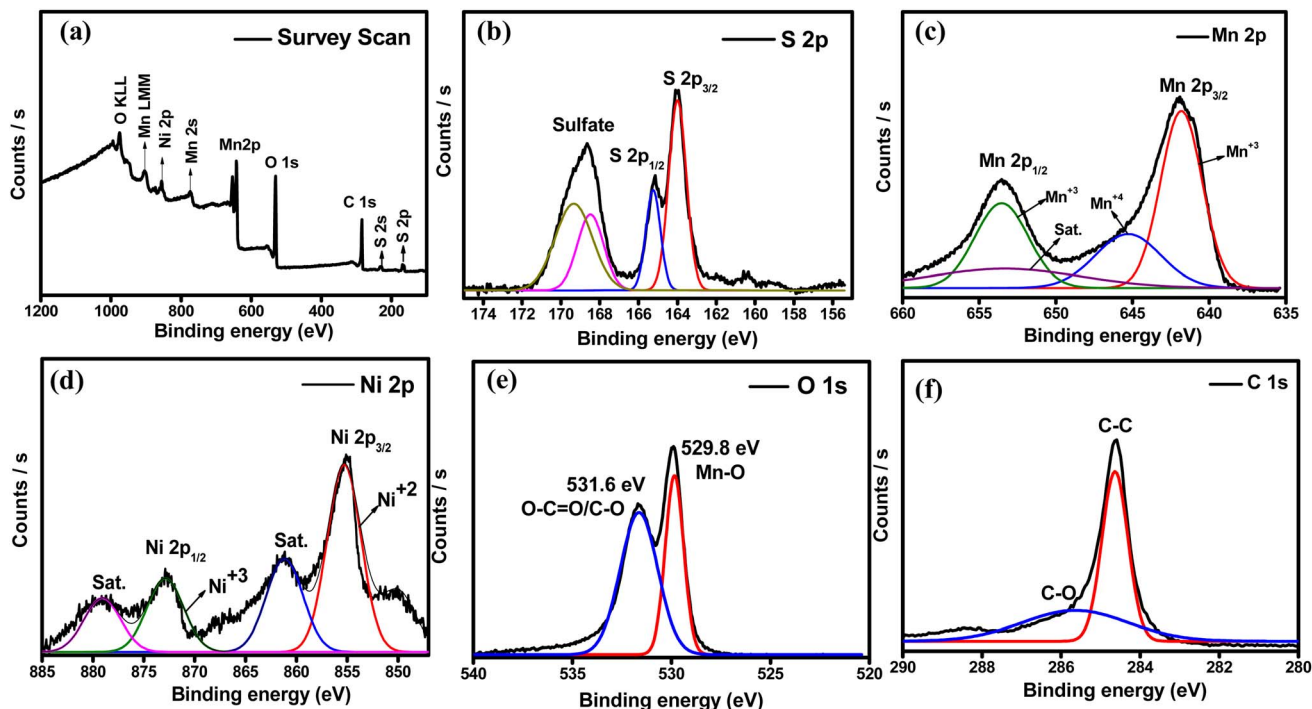 (a)
Survey Scan
O KLL
Mn LMM
Ni 2p
Mn 2s
Mn2p
O 1s
C 1s
S 2s
S 2p
Counts / s
1200 1000 800 600 400 200
Binding energy (eV)
(b)
S 2p
S 2p3/2
Sulfate
S 2p1/2
Counts / s
174 172 170 168 166 164 162 160 158 156
Binding energy (eV)
(c)
Mn 2p
Mn 2p3/2
Mn+3
Mn 2p1/2
Mn+3
Mn+4
Sat.
Counts / s
660 655 650 645 640 635
Binding energy (eV)
(d)
Ni 2p
Ni 2p3/2
Ni+2
Sat.
Ni 2p1/2
Ni+3
Sat.
Counts / s
885 880 875 870 865 860 855 850
Binding energy (eV)
(e)
O 1s
529.8 eV
Mn-O
531.6 eV
O-C=O/C-O
Counts / s
540 535 530 525 520
Binding energy (eV)
(f)
C 1s
C-C
C-O
Counts / s
290 288 286 284 282 280
Binding energy (eV)